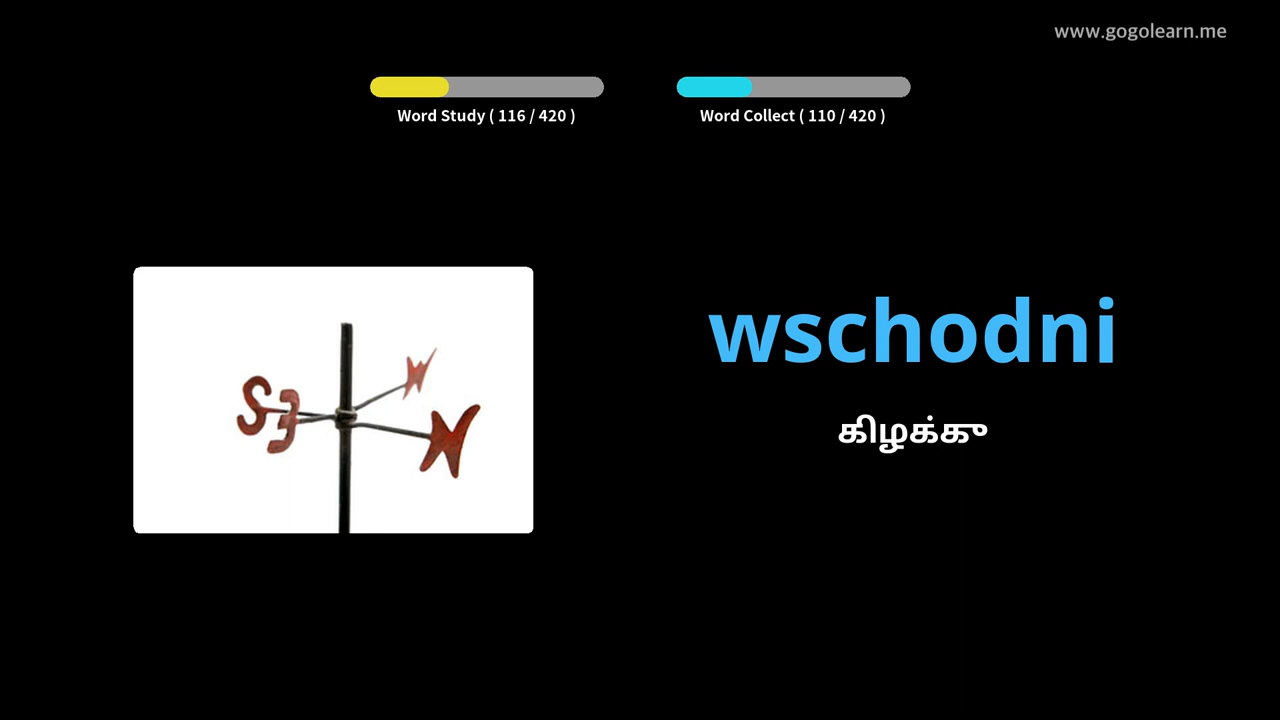 www.gogolearn.me
Word Study ( 116 / 420 )
Word Collect ( 110 / 420 )
wschodni
கிழக்கு
S E N N